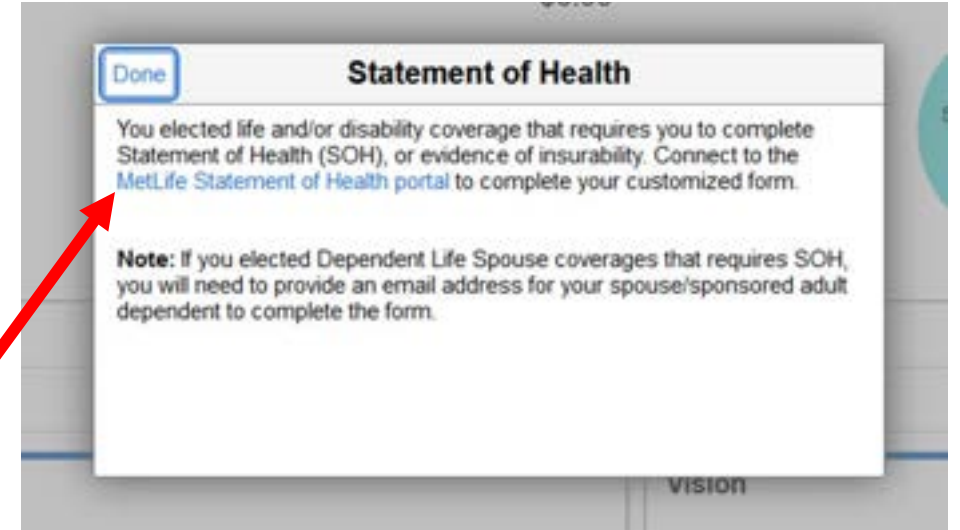 Done
Statement of Health
You elected life and/or disability coverage that requires you to complete
Statement of Health (SOH), or evidence of insurability. Connect to the
MetLife Statement of Health portal to complete your customized form.
Note: If you elected Dependent Life Spouse coverages that requires SOH,
you will need to provide an email address for your spouse/sponsored adult
dependent to complete the form.
Vision